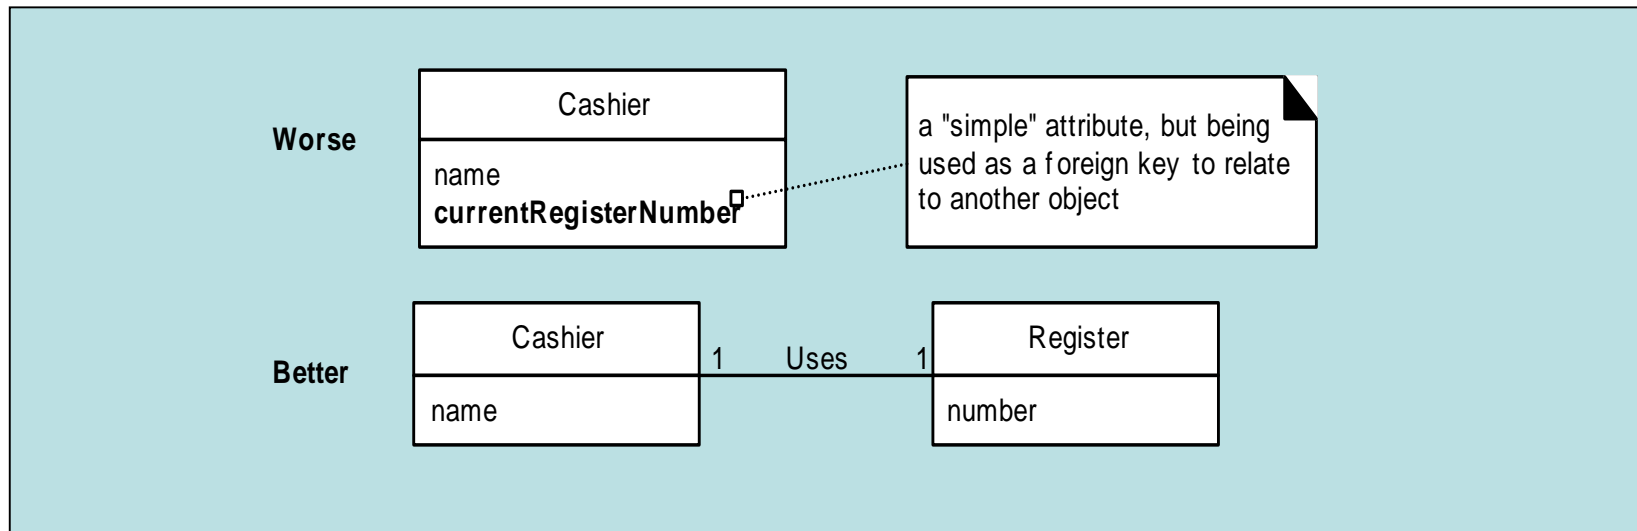 Worse
Cashier
name
currentRegisterNumber
a "simple" attribute, but being
used as a foreign key to relate
to another object
Better
Cashier
name
1 Uses 1
Register
number